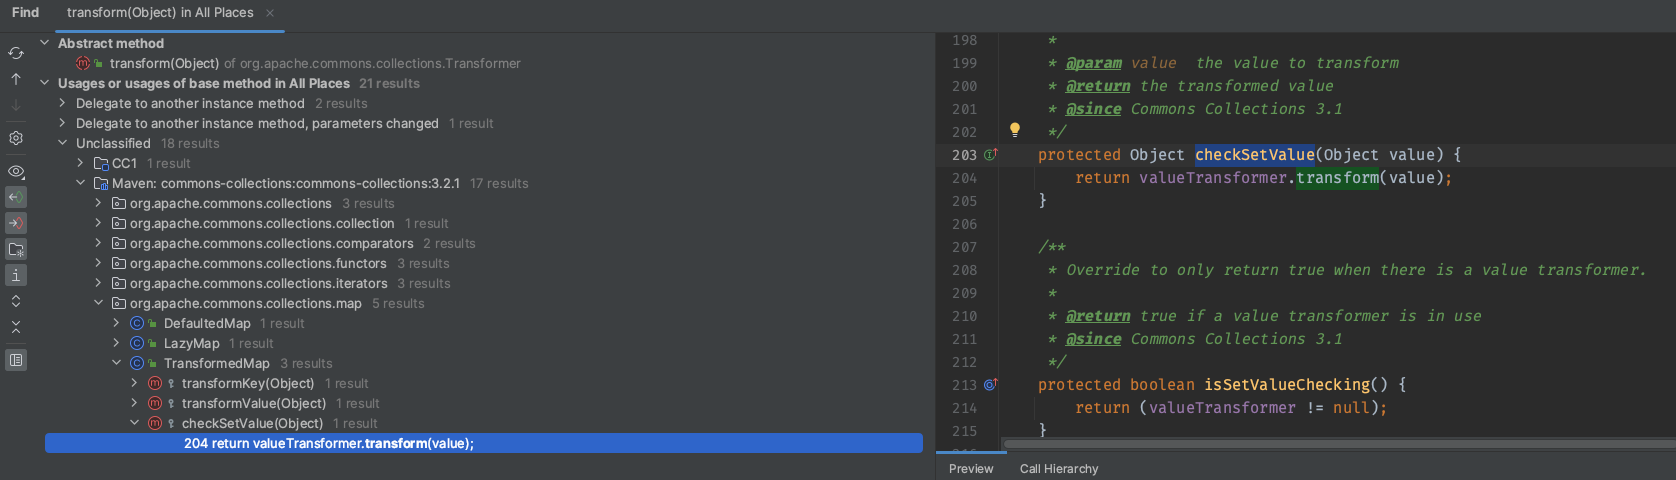 Find transform(Object) in All Places ×
Abstract method
transform(Object) of org.apache.commons.collections.Transformer
Usages or usages of base method in All Places 21 results
Delegate to another instance method 2 results
Delegate to another instance method, parameters changed 1 result
Unclassified 18 results
CC1 1 result
Maven: commons-collections:commons-collections:3.2.1 17 results
org.apache.commons.collections 3 results
org.apache.commons.collections.collection 1 result
org.apache.commons.collections.comparators 2 results
org.apache.commons.collections.functors 3 results
org.apache.commons.collections.iterators 3 results
org.apache.commons.collections.map 5 results
DefaultedMap 1 result
LazyMap 1 result
TransformedMap 3 results
transformKey(Object) 1 result
transformValue(Object) 1 result
checkSetValue(Object) 1 result
204 return valueTransformer.transform(value);
198 *
199 * @param value the value to transform
200 * @return the transformed value
201 * @since Commons Collections 3.1
202 */
203 protected Object checkSetValue(Object value) {
204 return valueTransformer.transform(value);
205 }
206
207 /**
208 * Override to only return true when there is a value transformer.
209 *
210 * @return true if a value transformer is in use
211 * @since Commons Collections 3.1
212 */
213 protected boolean isSetValueChecking() {
214 return (valueTransformer != null);
215 }
Preview Call Hierarchy